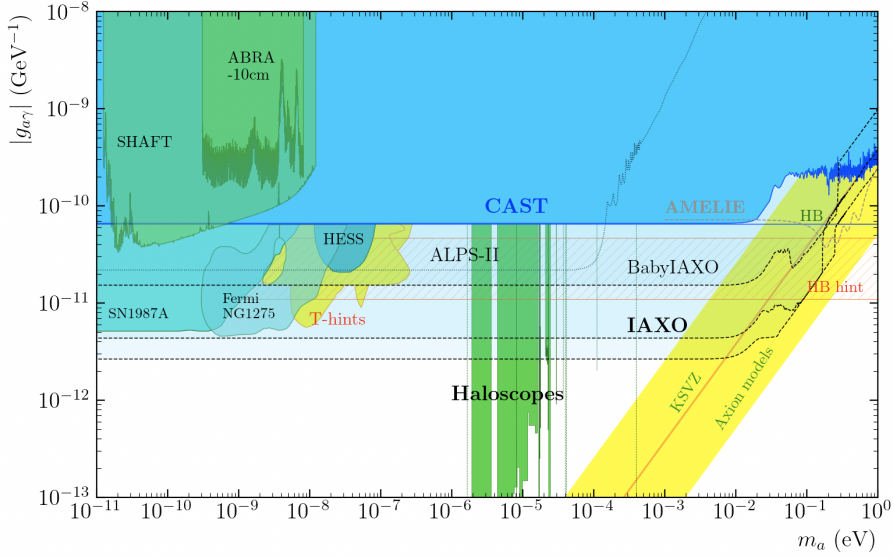 10⁻⁸
10⁻⁹
10⁻¹⁰
10⁻¹¹
10⁻¹²
10⁻¹³
|g_{aγ}| (GeV⁻¹)
ABRA
-10cm
SHAFT
CAST
AMELIE
HB
HESS
ALPS-II
BabyIAXO
HB hint
SN1987A
Fermi
NG1275
T-hints
IAXO
Haloscopes
KSVZ
Axion models
10⁻¹¹ 10⁻¹⁰ 10⁻⁹ 10⁻⁸ 10⁻⁷ 10⁻⁶ 10⁻⁵ 10⁻⁴ 10⁻³ 10⁻² 10⁻¹ 10⁰
m_a (eV)